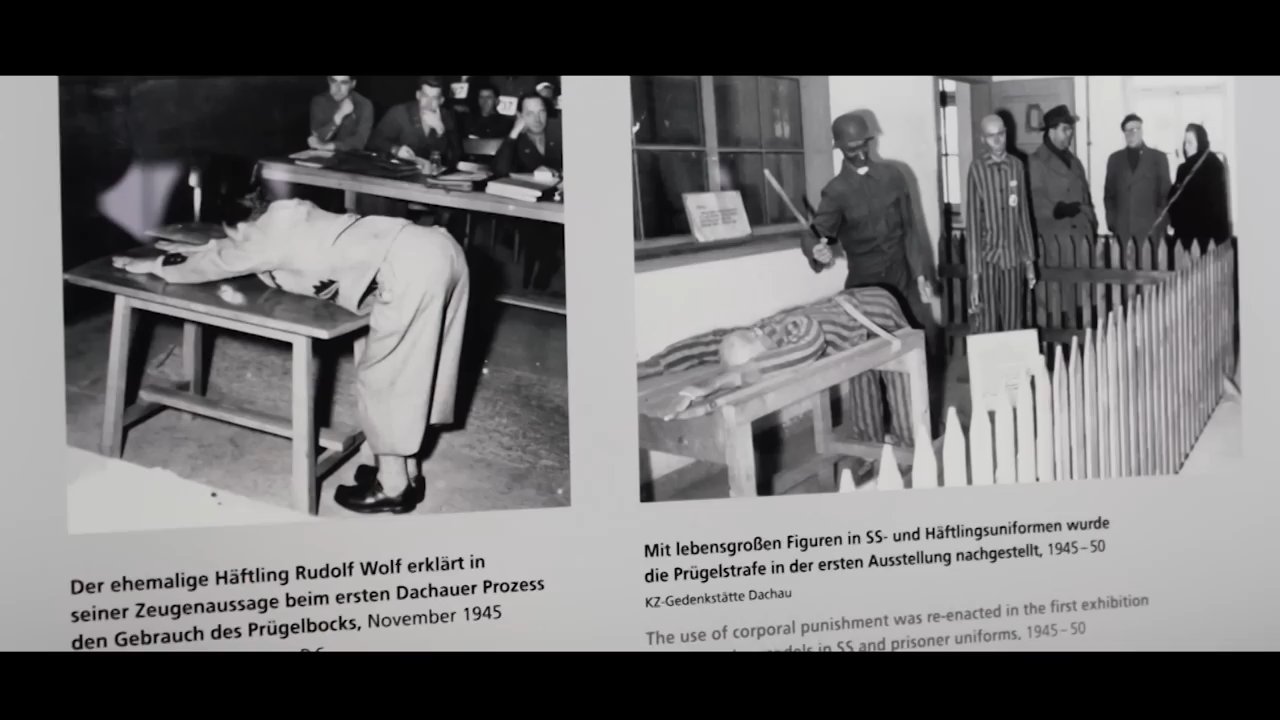 Der ehemalige Häftling Rudolf Wolf erklärt in
seiner Zeugenaussage beim ersten Dachauer Prozess
den Gebrauch des Prügelbocks, November 1945
Mit lebensgroßen Figuren in SS- und Häftlingsuniformen wurde
die Prügelstrafe in der ersten Ausstellung nachgestellt, 1945–50
KZ-Gedenkstätte Dachau
The use of corporal punishment was re-enacted in the first exhibition
models in SS and prisoner uniforms, 1945–50